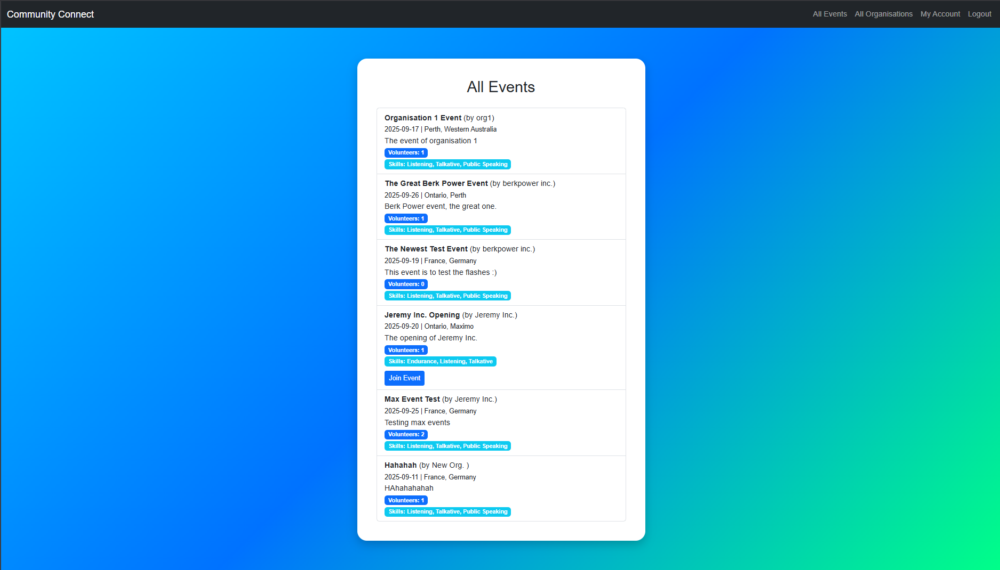 Community Connect
All Events All Organisations My Account Logout
All Events
Organisation 1 Event (by org1)
2025-09-17 | Perth, Western Australia
The event of organisation 1
Volunteers: 1
Skills: Listening, Talkative, Public Speaking
The Great Berk Power Event (by berkpower inc.)
2025-09-26 | Ontario, Perth
Berk Power event, the great one.
Volunteers: 1
Skills: Listening, Talkative, Public Speaking
The Newest Test Event (by berkpower inc.)
2025-09-19 | France, Germany
This event is to test the flashes :)
Volunteers: 0
Skills: Listening, Talkative, Public Speaking
Jeremy Inc. Opening (by Jeremy Inc.)
2025-09-20 | Ontario, Maximo
The opening of Jeremy Inc.
Volunteers: 1
Skills: Endurance, Listening, Talkative
Join Event
Max Event Test (by Jeremy Inc.)
2025-09-25 | France, Germany
Testing max events
Volunteers: 2
Skills: Listening, Talkative, Public Speaking
Hahahah (by New Org. )
2025-09-11 | France, Germany
HAhahahahah
Volunteers: 1
Skills: Listening, Talkative, Public Speaking